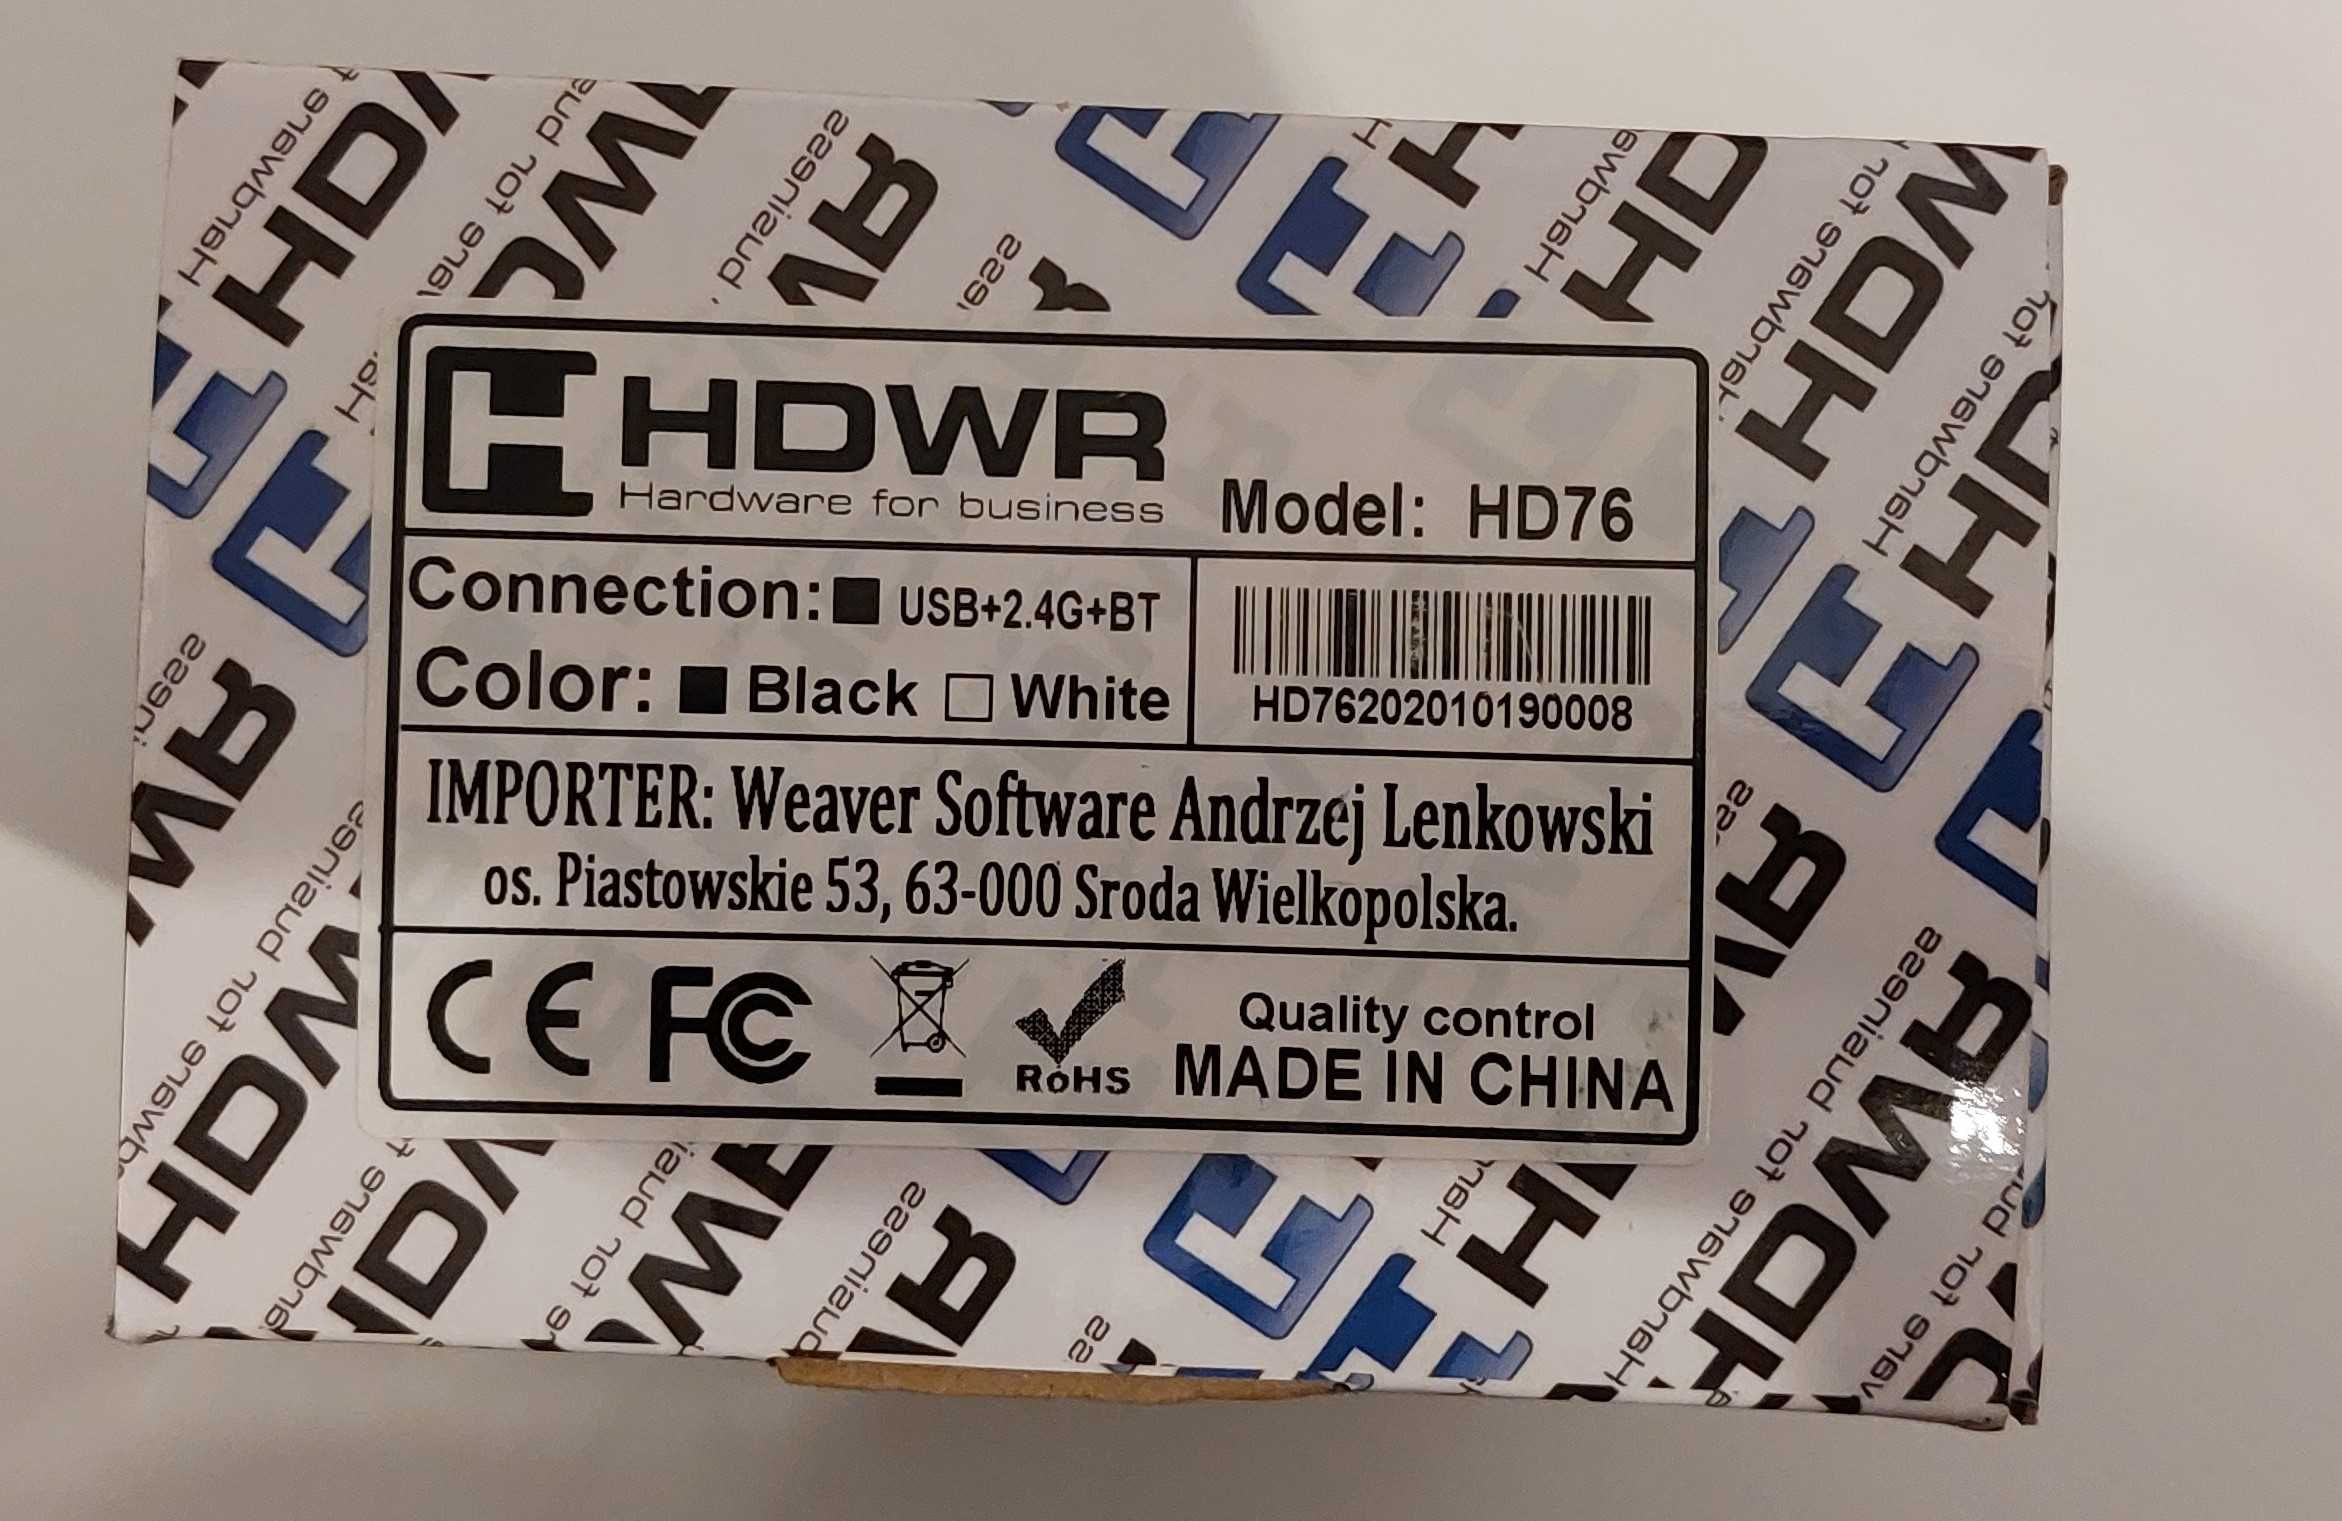 HDWR
Hardware for business
Model: HD76
Connection: USB+2.4G+BT
Color: Black White
HD76202010190008
IMPORTER: Weaver Software Andrzej Lenkowski
os. Piastowskie 53, 63-000 Sroda Wielkopolska.
CE FC RoHS
Quality control
MADE IN CHINA